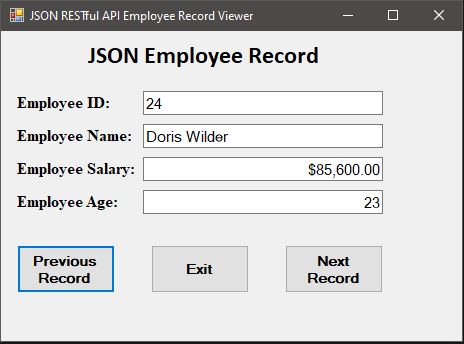 JSON RESTful API Employee Record Viewer
JSON Employee Record
Employee ID: 24
Employee Name: Doris Wilder
Employee Salary: $85,600.00
Employee Age: 23
Previous Record
Exit
Next Record